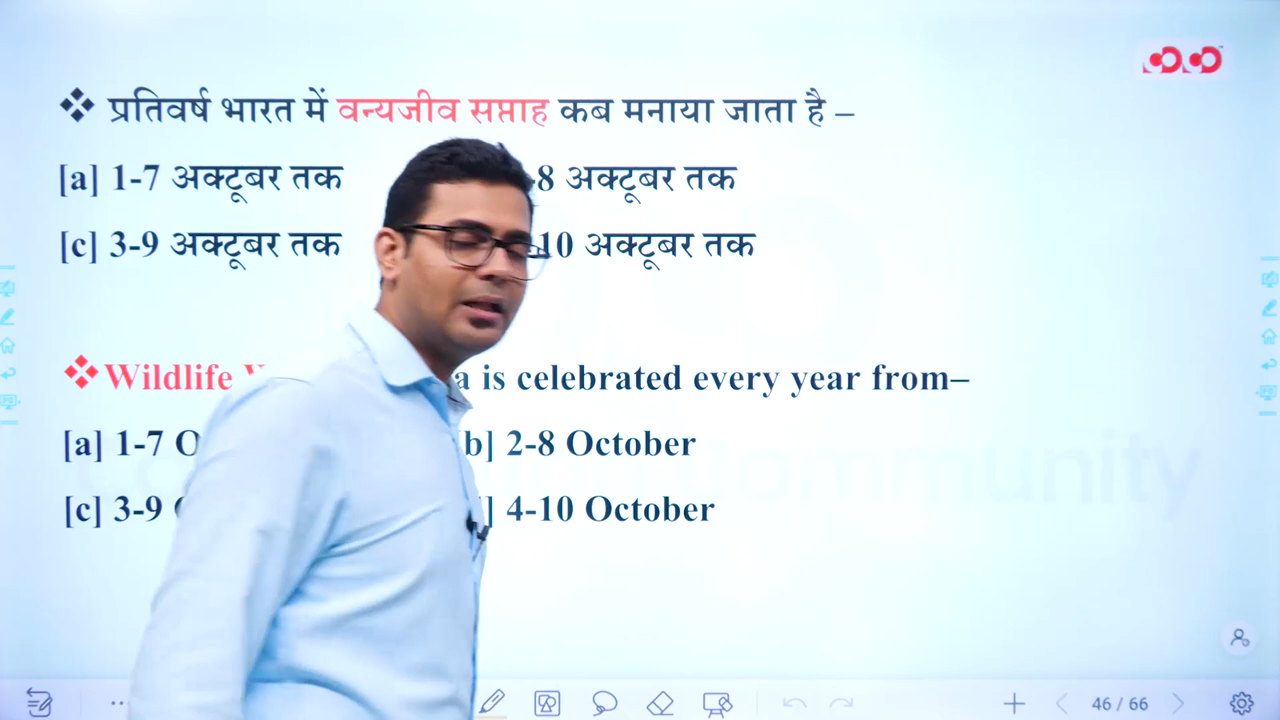 ❖ प्रतिवर्ष भारत में वन्यजीव सप्ताह कब मनाया जाता है –
[a] 1-7 अक्टूबर तक -8 अक्टूबर तक
[c] 3-9 अक्टूबर तक 10 अक्टूबर तक
❖ Wildlife a is celebrated every year from–
[a] 1-7 O b] 2-8 October
[c] 3-9 ] 4-10 October
Community
46 / 66